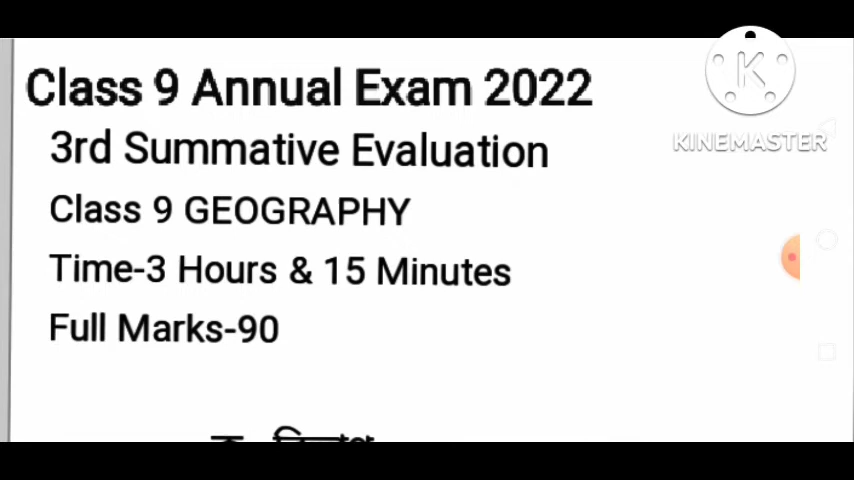 Class 9 Annual Exam 2022
3rd Summative Evaluation
Class 9 GEOGRAPHY
Time-3 Hours & 15 Minutes
Full Marks-90
KINEMASTER